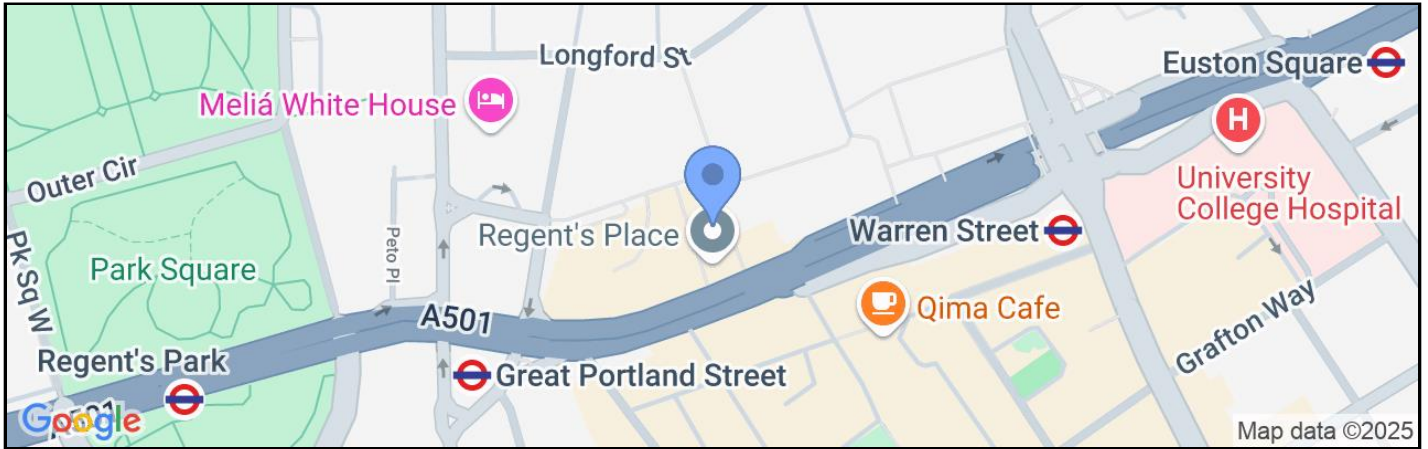 Longford St
Euston Square
Meliá White House
H
Outer Cir
University
College Hospital
Peto Pl
Regent's Place
Warren Street
Pk Sq W
Park Square
Qima Cafe
A501
Grafton Way
Regent's Park
Great Portland Street
A501
Google
Map data ©2025